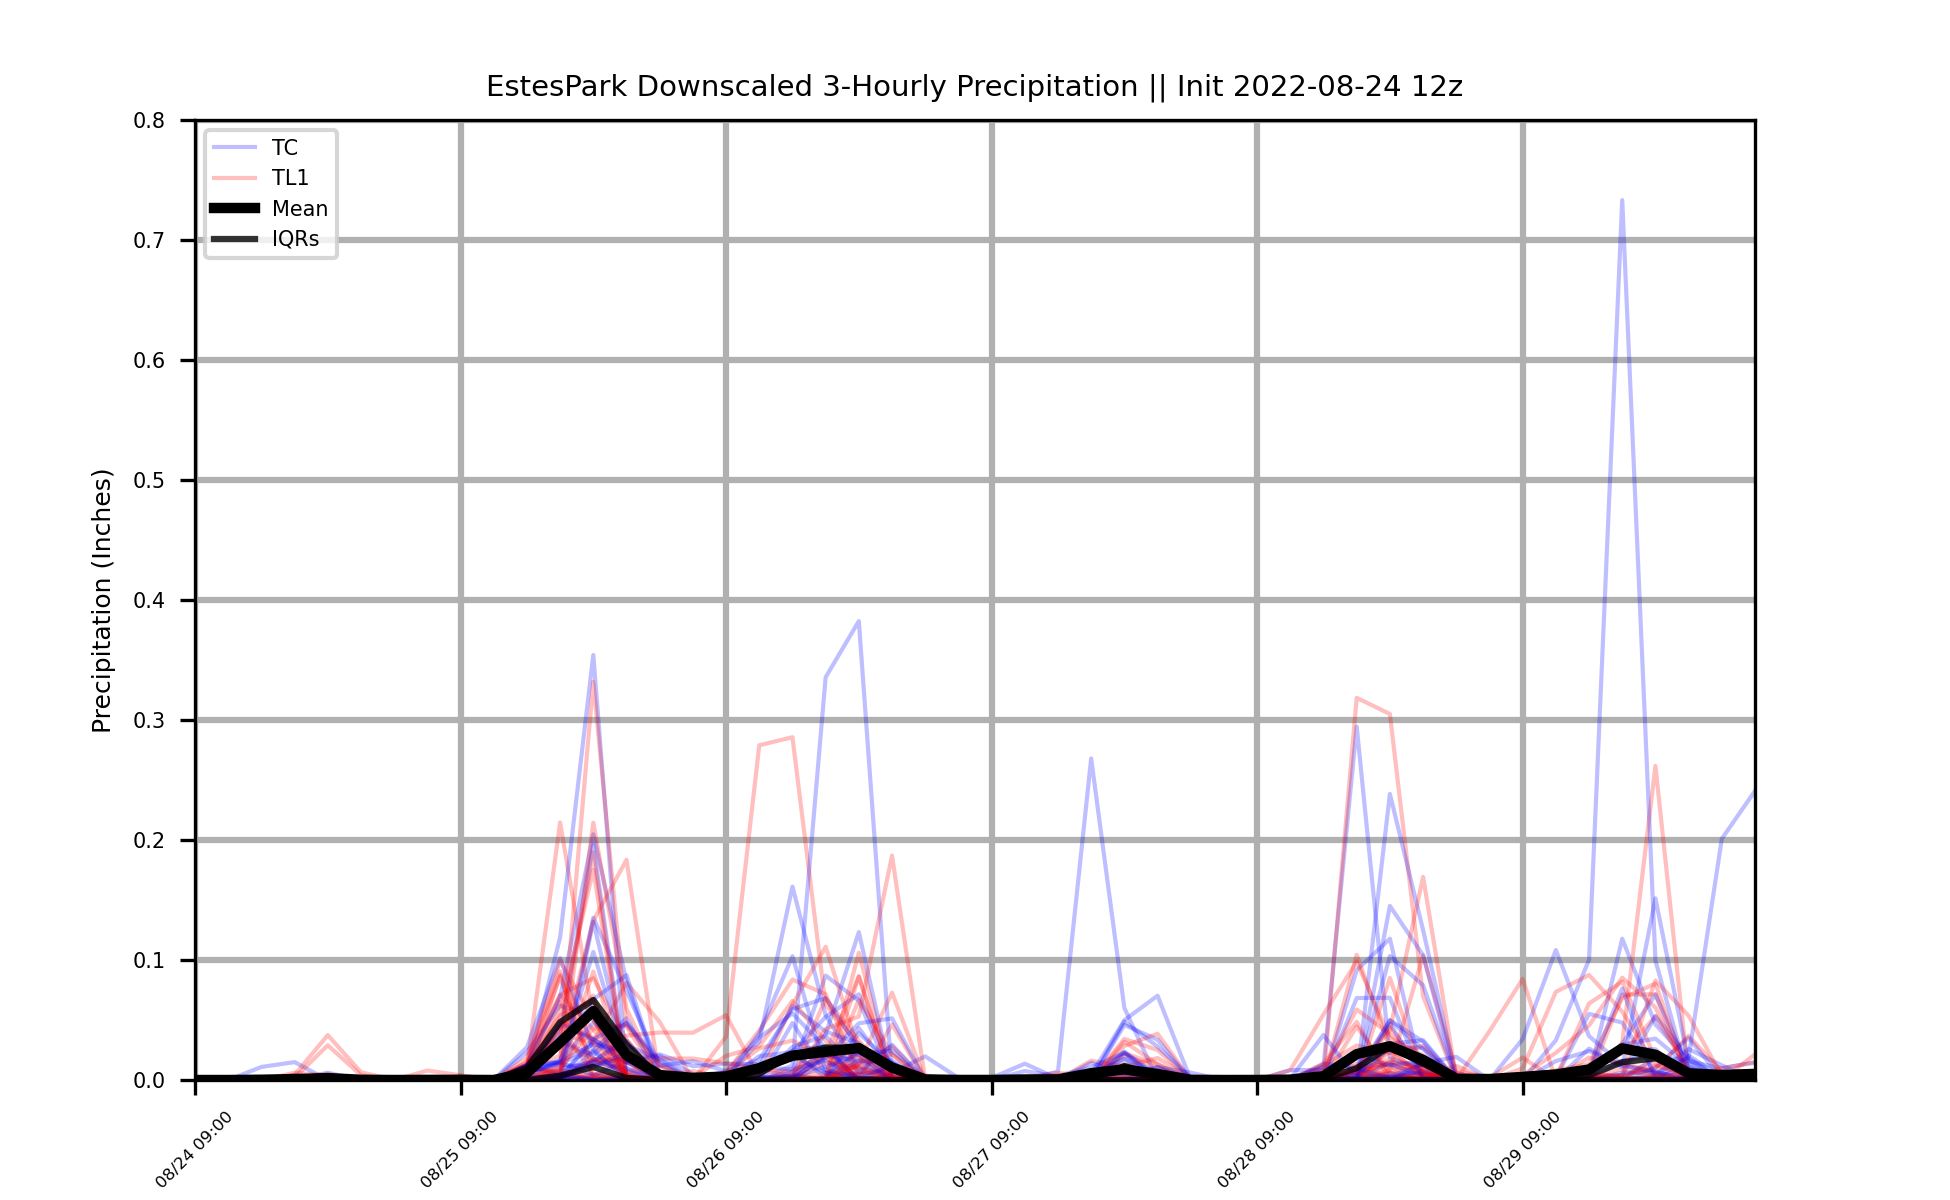 EstesPark Downscaled 3-Hourly Precipitation || Init 2022-08-24 12z
TC
TL1
Mean
IQRs
Precipitation (Inches)
0.8
0.7
0.6
0.5
0.4
0.3
0.2
0.1
0.0
08/24 09:00
08/25 09:00
08/26 09:00
08/27 09:00
08/28 09:00
08/29 09:00